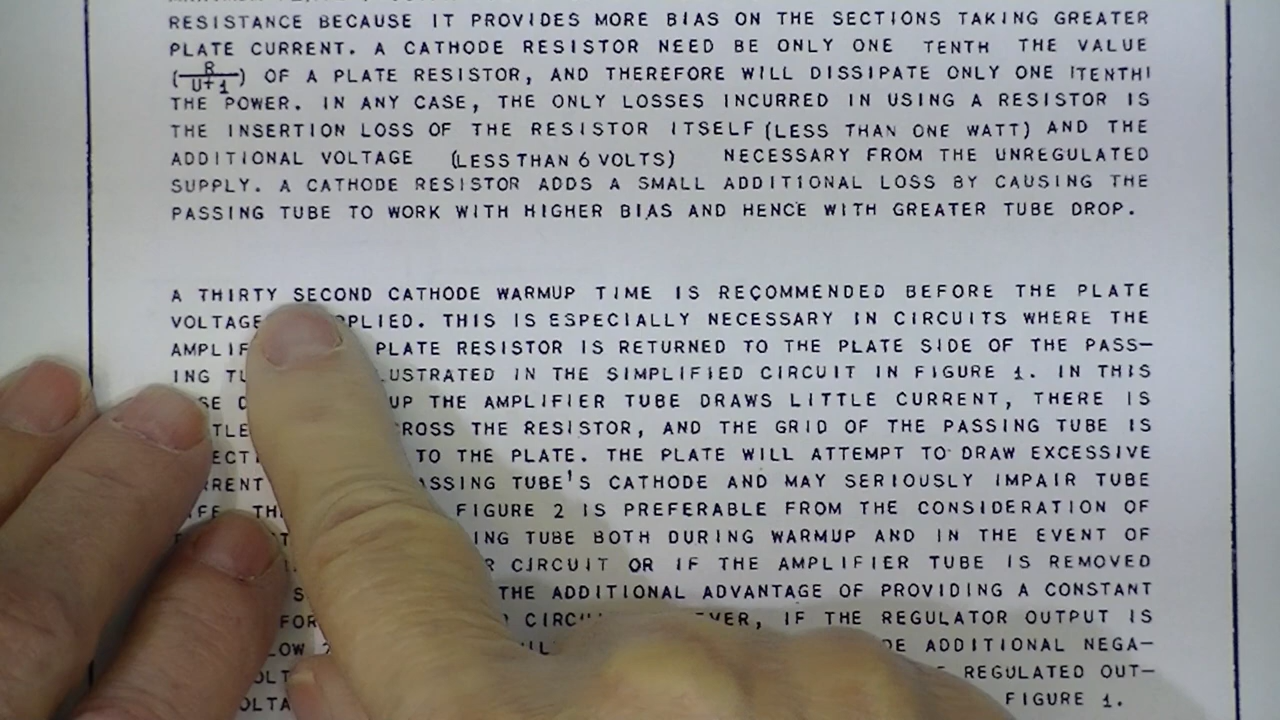 RESISTANCE BECAUSE IT PROVIDES MORE BIAS ON THE SECTIONS TAKING GREATER
PLATE CURRENT. A CATHODE RESISTOR NEED BE ONLY ONE TENTH THE VALUE
(R/U+1) OF A PLATE RESISTOR, AND THEREFORE WILL DISSIPATE ONLY ONE TENTH
THE POWER. IN ANY CASE, THE ONLY LOSSES INCURRED IN USING A RESISTOR IS
THE INSERTION LOSS OF THE RESISTOR ITSELF (LESS THAN ONE WATT) AND THE
ADDITIONAL VOLTAGE (LESS THAN 6 VOLTS) NECESSARY FROM THE UNREGULATED
SUPPLY. A CATHODE RESISTOR ADDS A SMALL ADDITIONAL LOSS BY CAUSING THE
PASSING TUBE TO WORK WITH HIGHER BIAS AND HENCE WITH GREATER TUBE DROP.
A THIRTY SECOND CATHODE WARMUP TIME IS RECOMMENDED BEFORE THE PLATE
VOLTAGE PLIED. THIS IS ESPECIALLY NECESSARY IN CIRCUITS WHERE THE
AMPLIF PLATE RESISTOR IS RETURNED TO THE PLATE SIDE OF THE PASS-
ING LUSTRATED IN THE SIMPLIFIED CIRCUIT IN FIGURE 1. IN THIS
UP THE AMPLIFIER TUBE DRAWS LITTLE CURRENT, THERE IS
CROSS THE RESISTOR, AND THE GRID OF THE PASSING TUBE IS
TO THE PLATE. THE PLATE WILL ATTEMPT TO DRAW EXCESSIVE
RRENT ASSING TUBE'S CATHODE AND MAY SERIOUSLY IMPAIR TUBE
FIGURE 2 IS PREFERABLE FROM THE CONSIDERATION OF
ING TUBE BOTH DURING WARMUP AND IN THE EVENT OF
CIRCUIT OR IF THE AMPLIFIER TUBE IS REMOVED
THE ADDITIONAL ADVANTAGE OF PROVIDING A CONSTANT
FOR CIRCU VER, IF THE REGULATOR OUTPUT IS
LOW ADDITIONAL NEGA-
REGULATED OUT-
FIGURE 1.